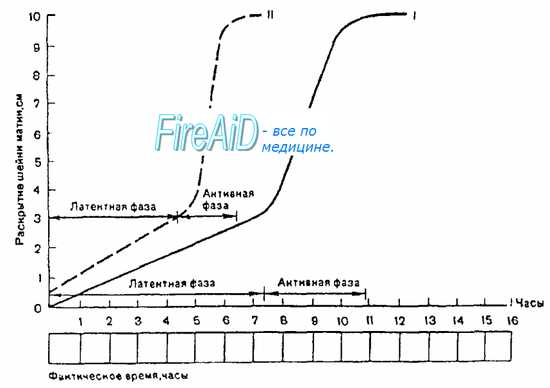 II
I
10
9
8
7
6
5
4
3
2
1
0
Раскрытие шейки матки,см
FireAiD - все по
медицине.
Латентная фаза
Активная
фаза
Латентная фаза
Активная фаза
1 2 3 4 5 6 7 8 9 10 11 12 13 14 15 16
Часы
Фактическое время,часы